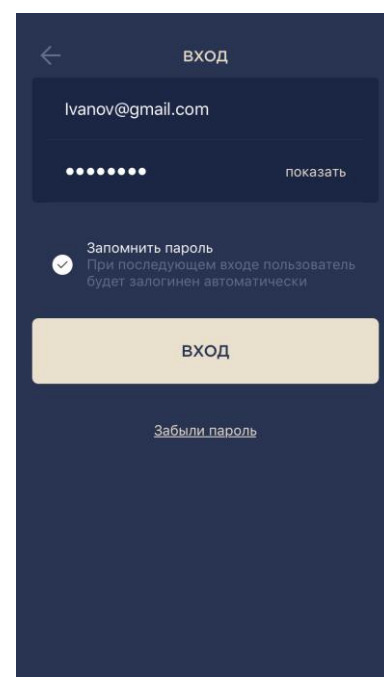 ВХОД
Ivanov@gmail.com
●●●●●●●●
показать
Запомнить пароль
При последующем входе пользователь
будет залогинен автоматически
ВХОД
Забыли пароль